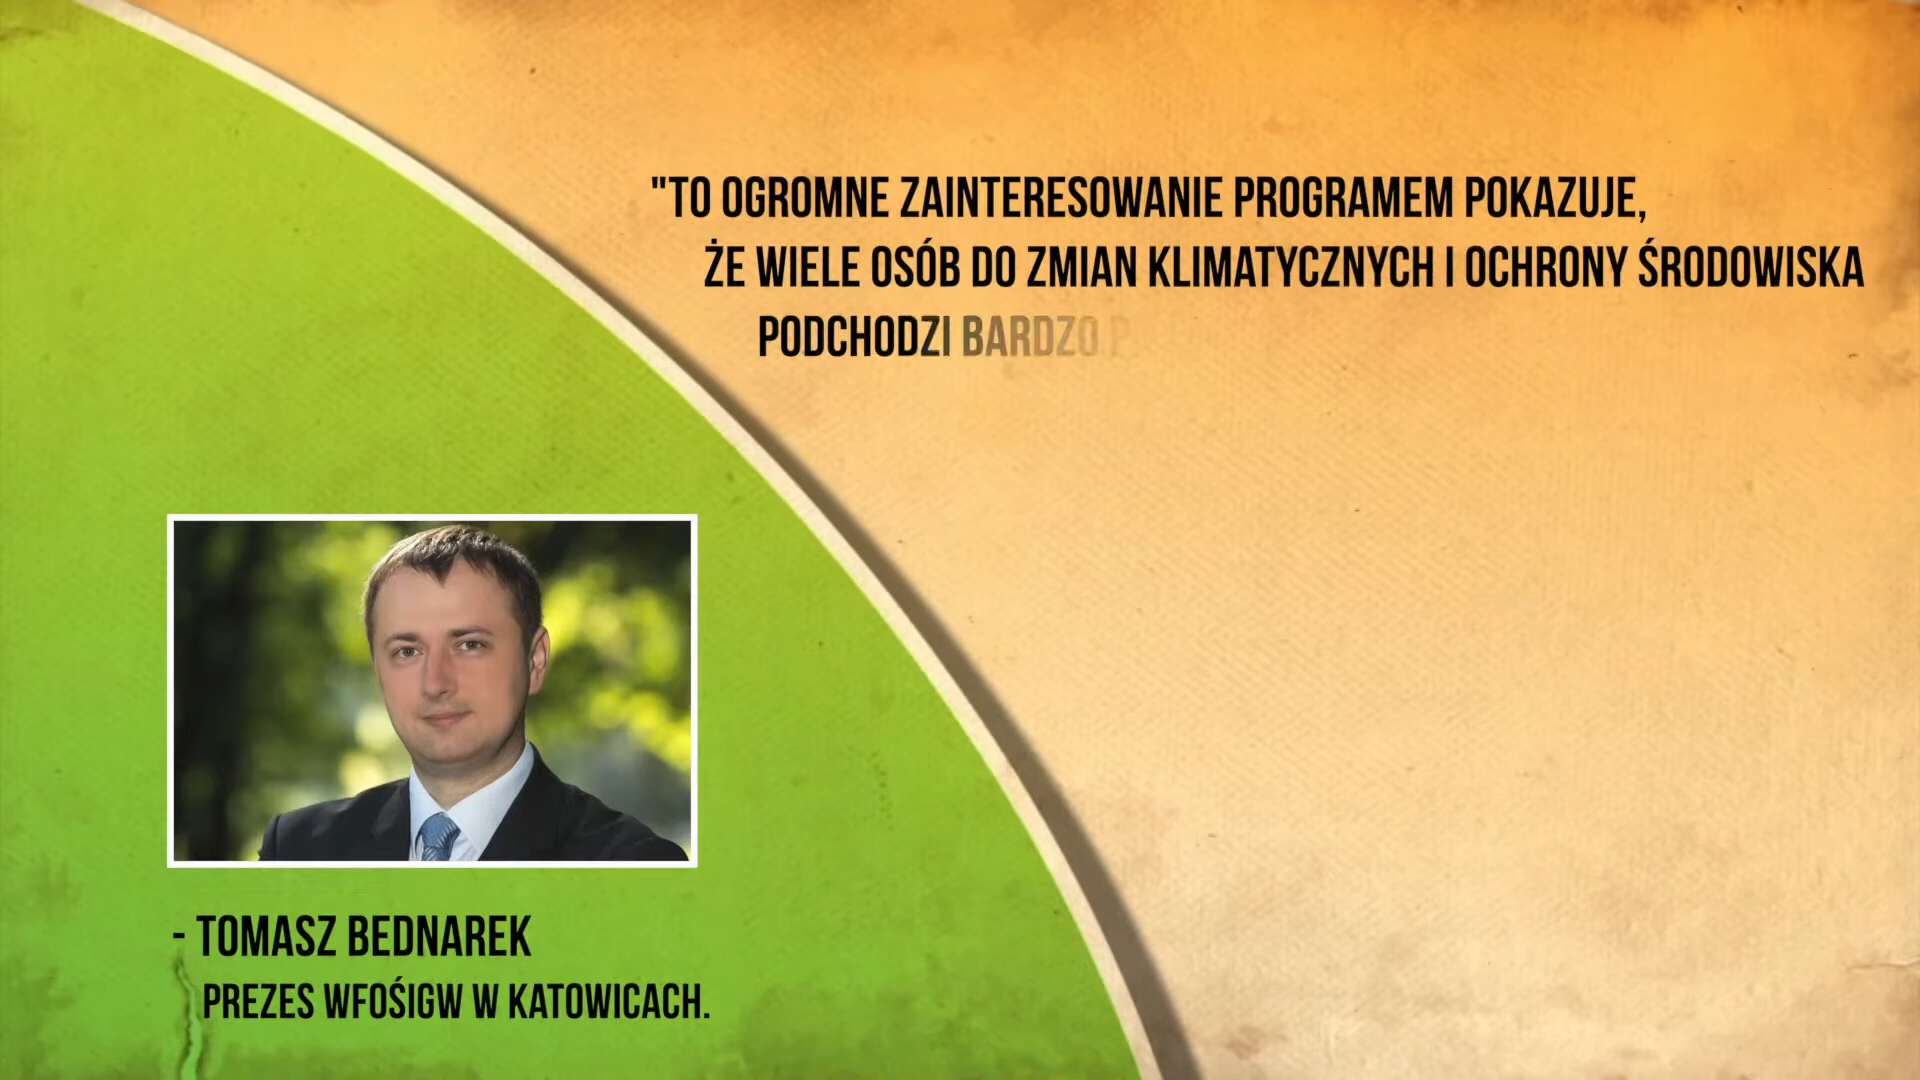 "TO OGROMNE ZAINTERESOWANIE PROGRAMEM POKAZUJE,
ŻE WIELE OSÓB DO ZMIAN KLIMATYCZNYCH I OCHRONY ŚRODOWISKA
PODCHODZI BARDZO P
- TOMASZ BEDNAREK
PREZES WFOŚIGW W KATOWICACH.